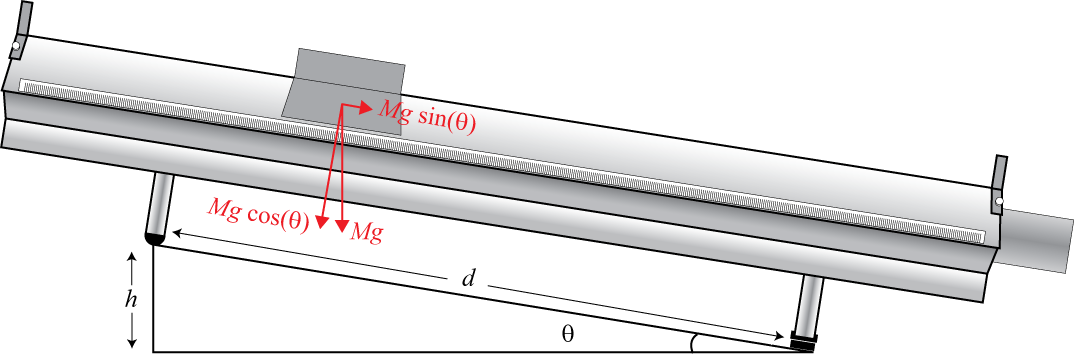 Mg sin(θ)
Mg cos(θ)
Mg
d
h
θ